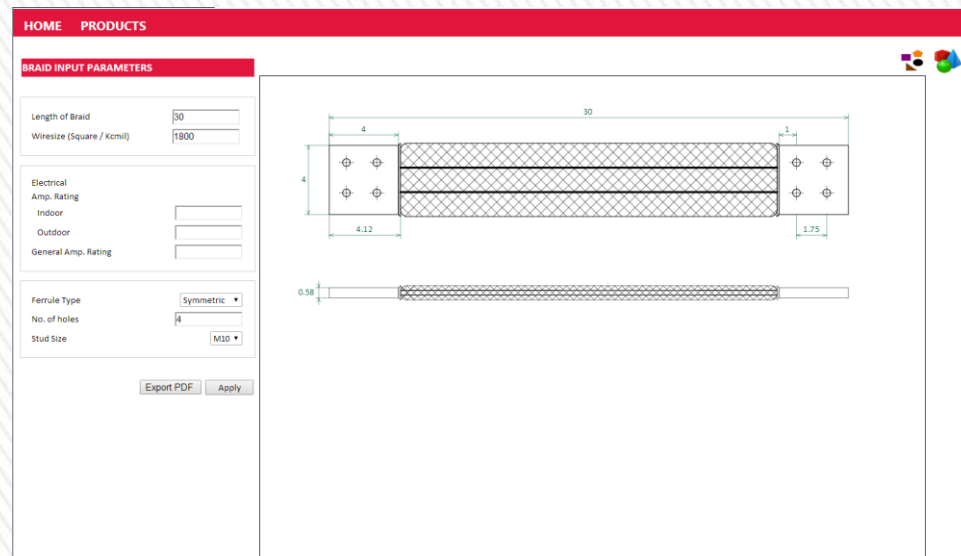 HOME PRODUCTS
BRAID INPUT PARAMETERS
Length of Braid 30
Wiresize (Square / Kcmil) 1800
Electrical
Amp. Rating
Indoor
Outdoor
General Amp. Rating
Ferrule Type Symmetric
No. of holes 4
Stud Size M10
Export PDF Apply
30
4 1
4
4.12 1.75
0.58